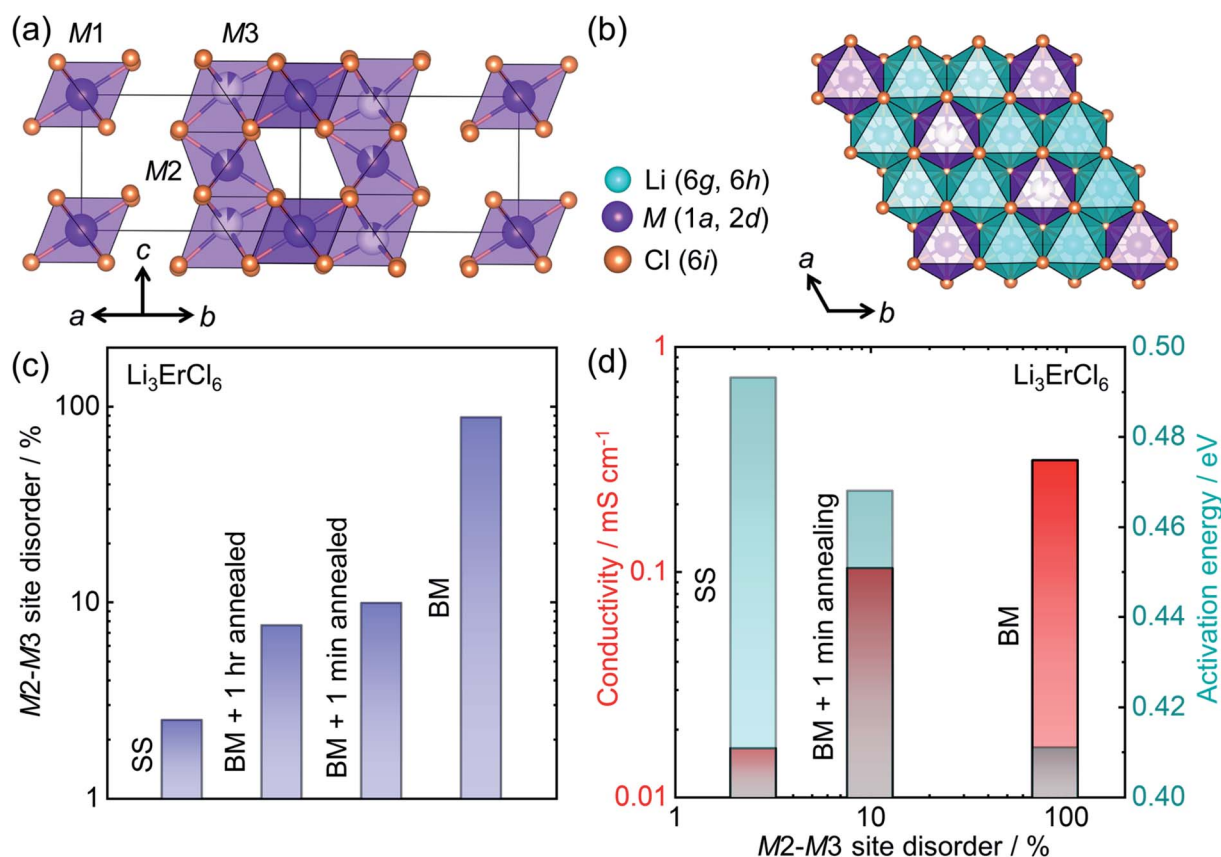 (a)
M1
M3
M2
c
a
b
(b)
Li (6g, 6h)
M (1a, 2d)
Cl (6i)
a
b
(c)
Li₃ErCl₆
M2-M3 site disorder / %
100
10
1
SS
BM + 1 hr annealed
BM + 1 min annealed
BM
(d)
Li₃ErCl₆
Conductivity / mS cm⁻¹
1
0.1
0.01
SS
BM + 1 min annealing
BM
0.50
0.48
0.46
0.44
0.42
0.40
Activation energy / eV
1
10
100
M2-M3 site disorder / %